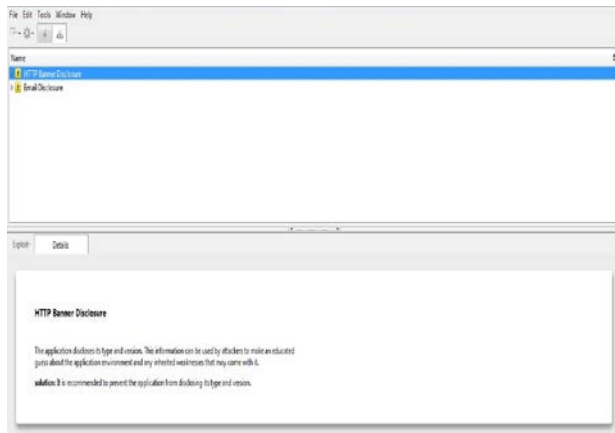 File Edit Tools Window Help
Name
HTTP Banner Disclosure
Email Disclosure
Details
HTTP Banner Disclosure
The application discloses its type and version. This information can be used by attackers to make an educated
guess about the application environment and any inherited weaknesses that may come with it.
solution: It is recommended to prevent the application from disclosing its type and version.